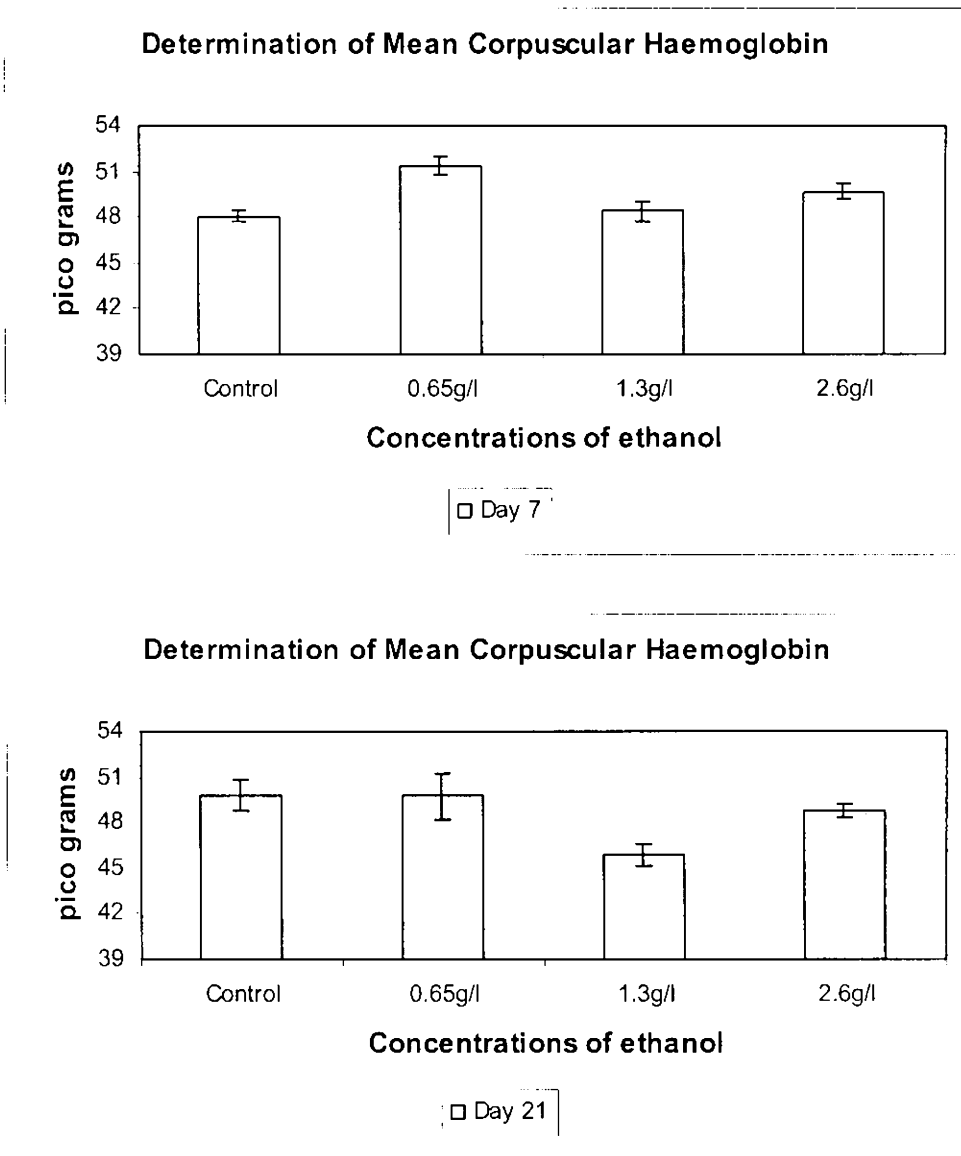 Determination of Mean Corpuscular Haemoglobin
54
51
48
45
42
39
pico grams
Control 0.65g/l 1.3g/l 2.6g/l
Concentrations of ethanol
Day 7
Determination of Mean Corpuscular Haemoglobin
54
51
48
45
42
39
pico grams
Control 0.65g/l 1.3g/l 2.6g/l
Concentrations of ethanol
Day 21